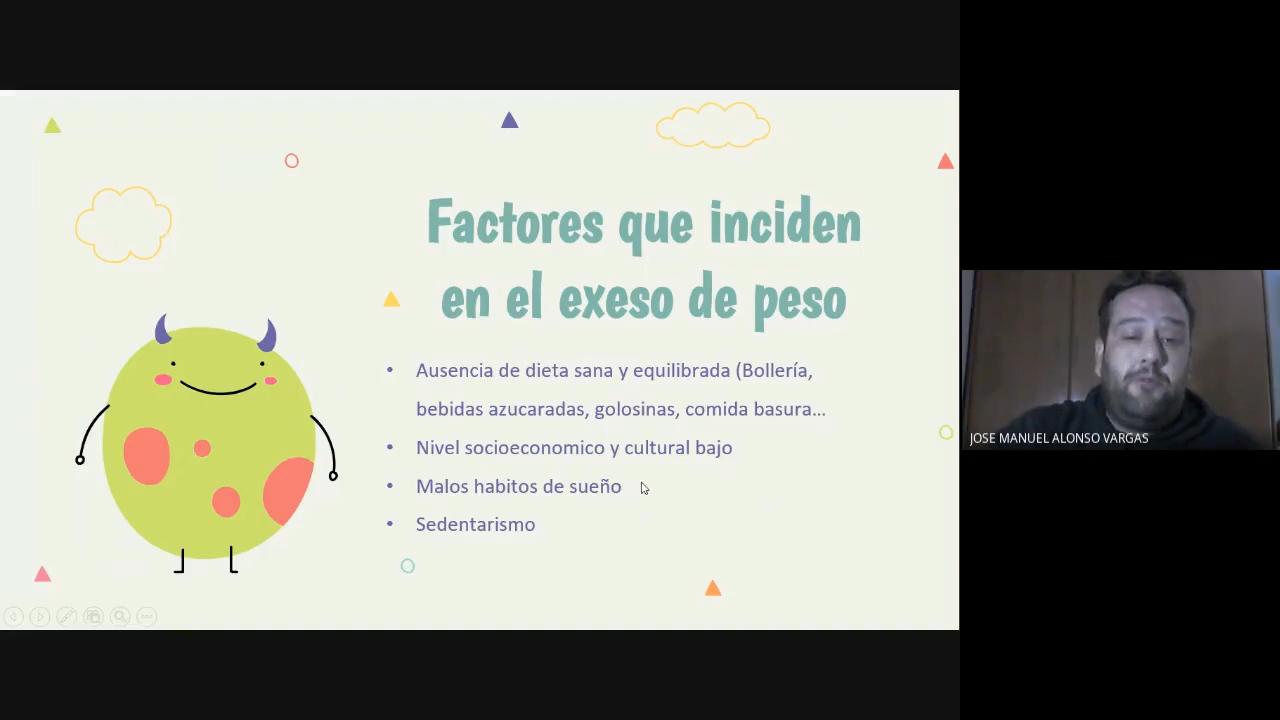 Factores que inciden
en el exeso de peso
• Ausencia de dieta sana y equilibrada (Bollería,
bebidas azucaradas, golosinas, comida basura...
• Nivel socioeconomico y cultural bajo
• Malos habitos de sueño
• Sedentarismo
JOSE MANUEL ALONSO VARGAS